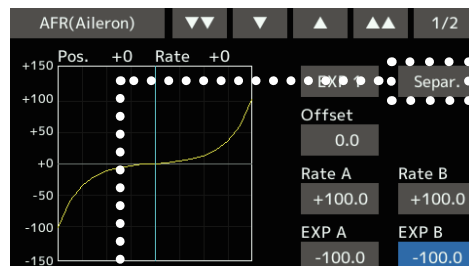 AFR(Aileron) ▼▼ ▼ ▲ ▲▲ 1/2
Pos. +0 Rate +0
+150
+100
+50
+0
-50
-100
-150
EXP 1 Separ.
Offset
0.0
Rate A Rate B
+100.0 +100.0
EXP A EXP B
-100.0 -100.0